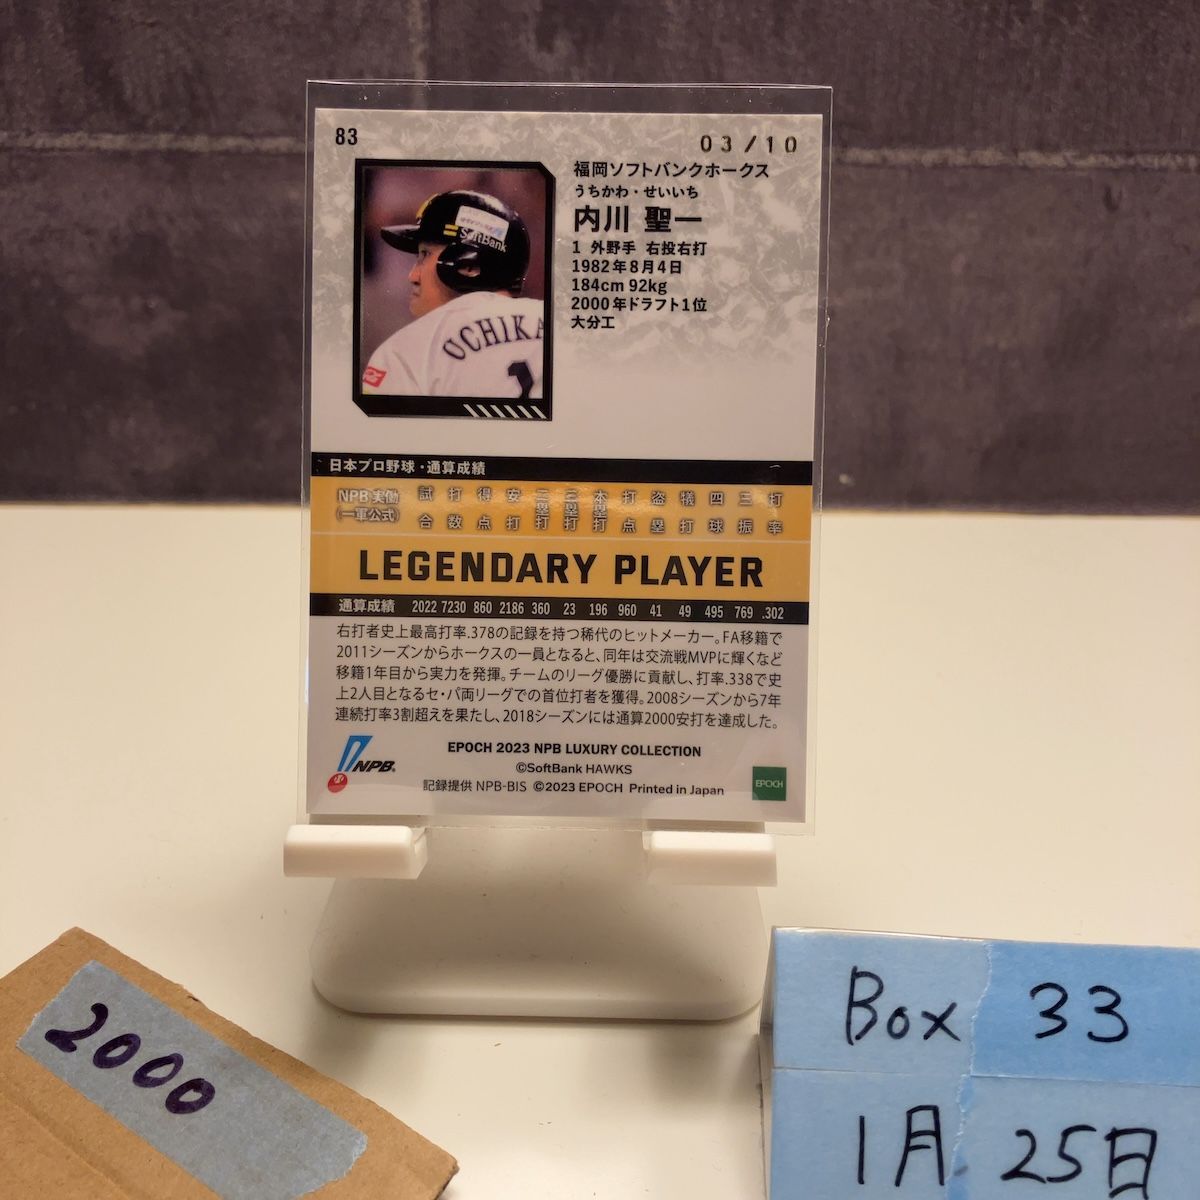 83
03/10
福岡ソフトバンクホークス
うちかわ・せいいち
内川 聖一
1 外野手 右投右打
1982年8月4日
184cm 92kg
2000年ドラフト1位
大分工
SoftBank
UCHIKA
1
日本プロ野球・通算成績
NPB実働(一軍公式) 試合 打数 得点 安打 二塁打 三塁打 本塁打 打点 盗塁 犠打 四球 三振 打率
LEGENDARY PLAYER
通算成績 2022 7230 860 2186 360 23 196 960 41 49 495 769 .302
右打者史上最高打率.378の記録を持つ稀代のヒットメーカー。FA移籍で
2011シーズンからホークスの一員となると、同年は交流戦MVPに輝くなど
移籍1年目から実力を発揮。チームのリーグ優勝に貢献し、打率.338で史
上2人目となるセ・パ両リーグでの首位打者を獲得。2008シーズンから7年
連続打率3割超えを果たし、2018シーズンには通算2000安打を達成した。
NPB
EPOCH 2023 NPB LUXURY COLLECTION
©SoftBank HAWKS
記録提供 NPB-BIS ©2023 EPOCH Printed in Japan
EPOCH
2000
Box 33
1月25日